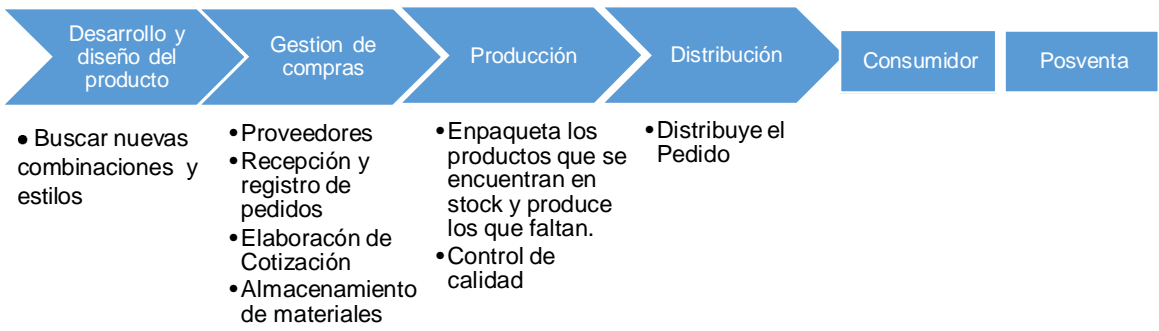 Desarrollo y
diseño del
producto
Gestion de
compras
Producción
Distribución
Consumidor
Posventa
● Buscar nuevas
combinaciones y
estilos
•Proveedores
•Recepción y
registro de
pedidos
•Elaboracón de
Cotización
•Almacenamiento
de materiales
•Enpaqueta los
productos que se
encuentran en
stock y produce
los que faltan.
•Control de
calidad
•Distribuye el
Pedido